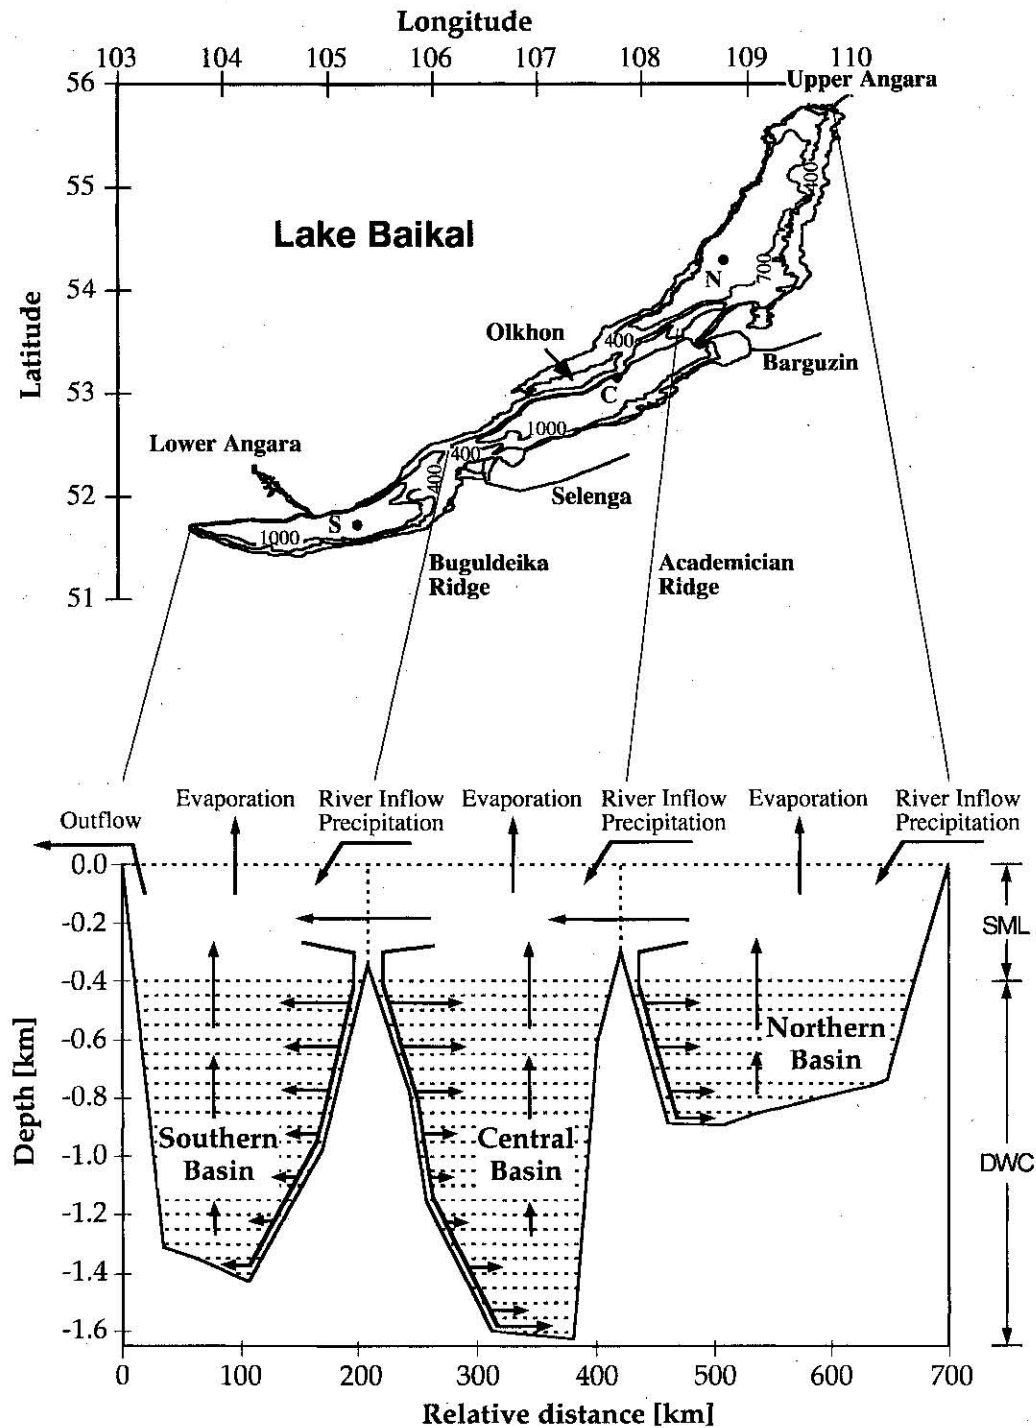 Longitude
103 104 105 106 107 108 109 110
56
Upper Angara
55
400
Lake Baikal
54
N
700
Latitude
Olkhon
400
Barguzin
53
C
1000
Lower Angara
400
400
Selenga
52
S
1000
Buguldeika
Ridge
Academician
Ridge
51
Outflow
Evaporation
River Inflow
Precipitation
Evaporation
River Inflow
Precipitation
Evaporation
River Inflow
Precipitation
0.0
-0.2
SML
-0.4
-0.6
Northern
Basin
Depth [km]
-0.8
-1.0
Southern
Basin
Central
Basin
DWC
-1.2
-1.4
-1.6
0 100 200 300 400 500 600 700
Relative distance [km]